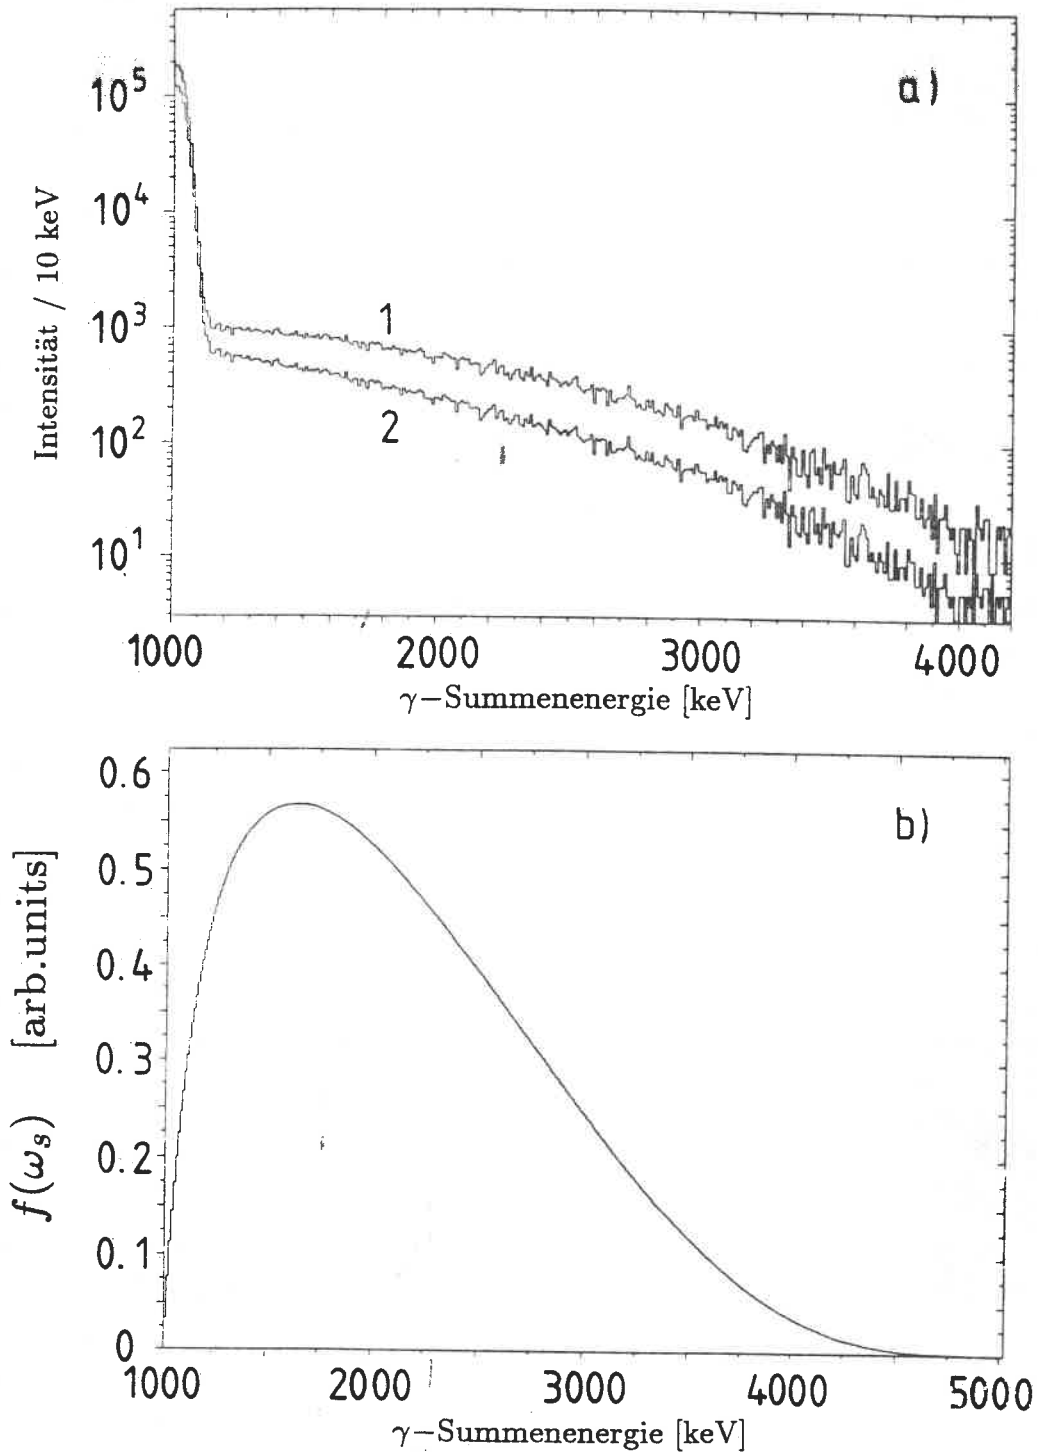 a)
10⁵
10⁴
10³
10²
10¹
Intensität / 10 keV
1
2
1000 2000 3000 4000
γ–Summenenergie [keV]
b)
0.6
0.5
0.4
0.3
0.2
0.1
0
f(ωₛ) [arb.units]
1000 2000 3000 4000 5000
γ–Summenenergie [keV]